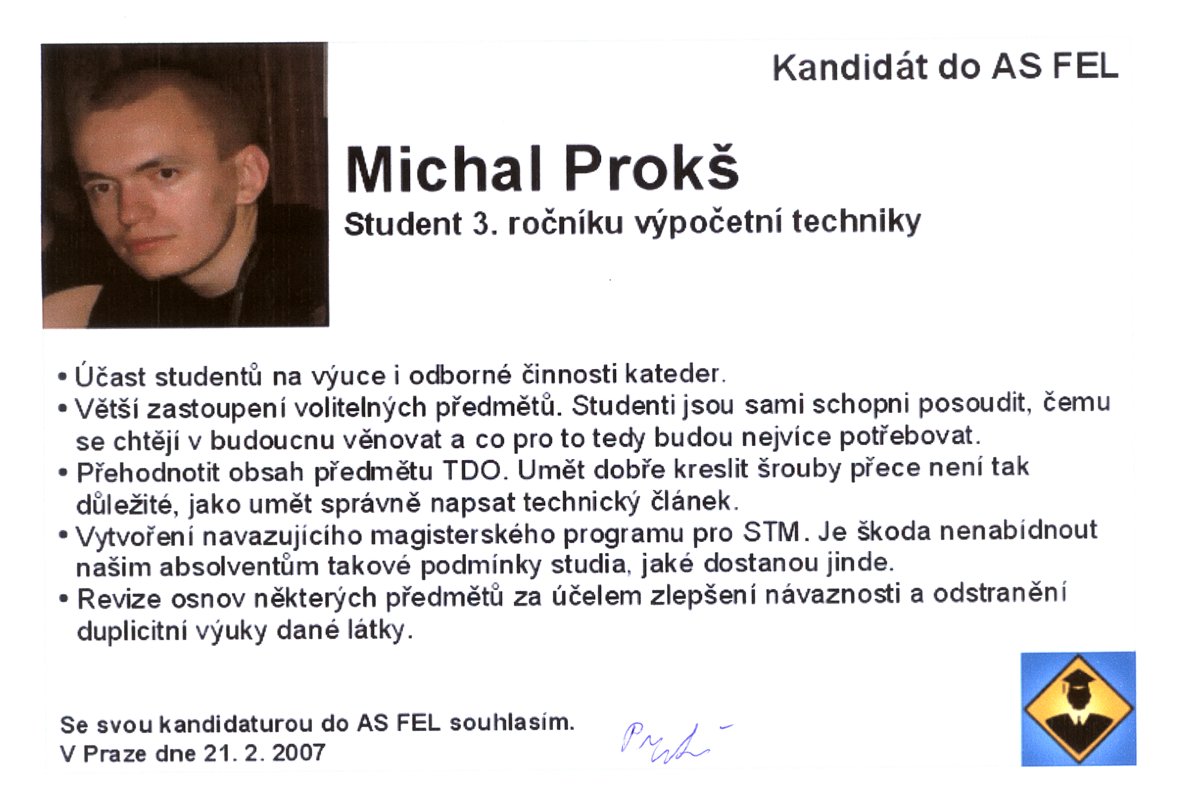 Kandidát do AS FEL
Michal Prokš
Student 3. ročníku výpočetní techniky
• Účast studentů na výuce i odborné činnosti kateder.
• Větší zastoupení volitelných předmětů. Studenti jsou sami schopni posoudit, čemu
se chtějí v budoucnu věnovat a co pro to tedy budou nejvíce potřebovat.
• Přehodnotit obsah předmětu TDO. Umět dobře kreslit šrouby přece není tak
důležité, jako umět správně napsat technický článek.
• Vytvoření navazujícího magisterského programu pro STM. Je škoda nenabídnout
našim absolventům takové podmínky studia, jaké dostanou jinde.
• Revize osnov některých předmětů za účelem zlepšení návaznosti a odstranění
duplicitní výuky dané látky.
Se svou kandidaturou do AS FEL souhlasím.
V Praze dne 21. 2. 2007